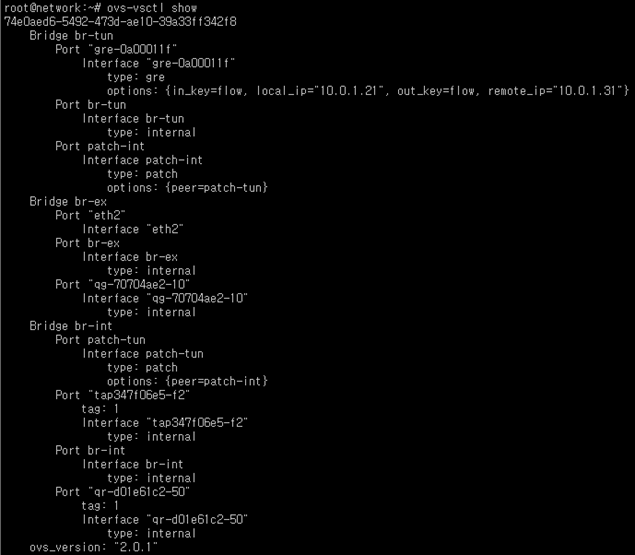 root@network:~# ovs-vsctl show
74e0aed6-5492-473d-ae10-39a33ff342f8
    Bridge br-tun
        Port "gre-0a00011f"
            Interface "gre-0a00011f"
                type: gre
                options: {in_key=flow, local_ip="10.0.1.21", out_key=flow, remote_ip="10.0.1.31"}
        Port br-tun
            Interface br-tun
                type: internal
        Port patch-int
            Interface patch-int
                type: patch
                options: {peer=patch-tun}
    Bridge br-ex
        Port "eth2"
            Interface "eth2"
        Port br-ex
            Interface br-ex
                type: internal
        Port "qg-70704ae2-10"
            Interface "qg-70704ae2-10"
                type: internal
    Bridge br-int
        Port patch-tun
            Interface patch-tun
                type: patch
                options: {peer=patch-int}
        Port "tap347f06e5-f2"
            tag: 1
            Interface "tap347f06e5-f2"
                type: internal
        Port br-int
            Interface br-int
                type: internal
        Port "qr-d01e61c2-50"
            tag: 1
            Interface "qr-d01e61c2-50"
                type: internal
    ovs_version: "2.0.1"